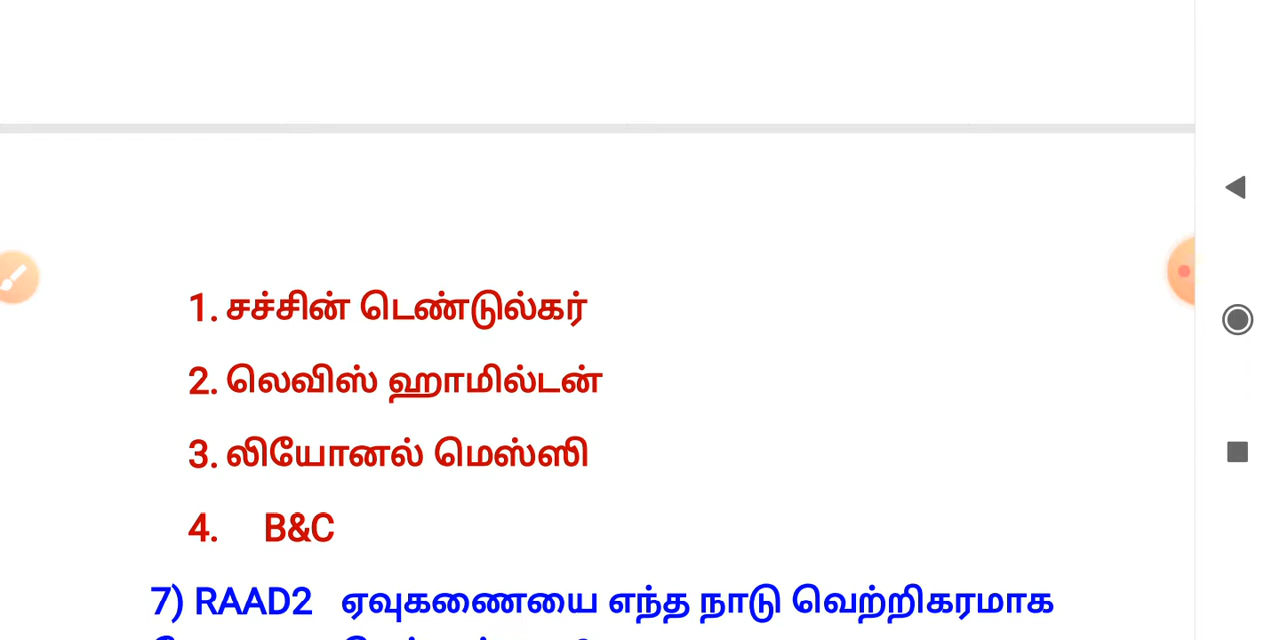 1. சச்சின் டெண்டுல்கர்
2. லெவிஸ் ஹாமில்டன்
3. லியோனல் மெஸ்ஸி
4. B&C
7) RAAD2 ஏவுகணையை எந்த நாடு வெற்றிகரமாக